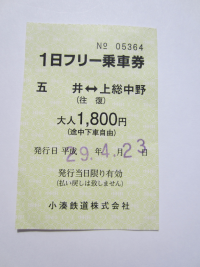 № 05364
1日フリー乗車券
五 井↔上総中野
(往 復)
大人1,800円
(途中下車自由)
発行日 平成 29.年4.月23日
発行当日限り有効
(払い戻しは致しません)
小湊鉄道株式会社